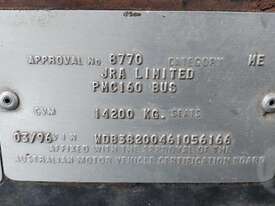 APPROVAL No 8770 CATEGORY ME
JRA LIMITED
PMC160 BUS
GVM 14200 KG. SEATS
03/96 VIN WDB38200461056166
AFFIXED WITH THE APPROVAL OF THE
AUSTRALIAN MOTOR VEHICLE CERTIFICATION BOARD